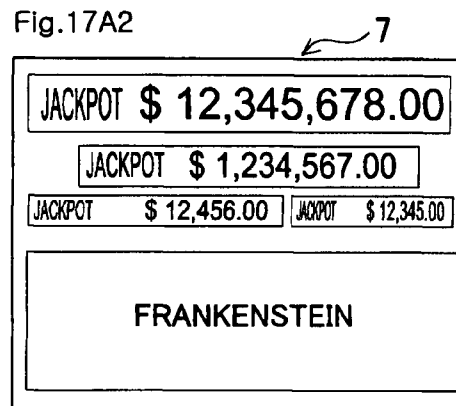 Fig.17A2
7
JACKPOT $ 12,345,678.00
JACKPOT $ 1,234,567.00
JACKPOT $ 12,456.00 JACKPOT $ 12,345.00
FRANKENSTEIN